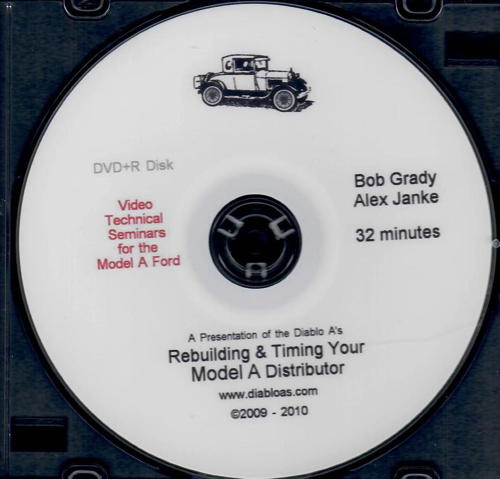 DVD+R Disk
Video
Technical
Seminars
for the
Model A Ford
Bob Grady
Alex Janke
32 minutes
A Presentation of the Diablo A's
Rebuilding & Timing Your
Model A Distributor
www.diabloas.com
©2009 - 2010